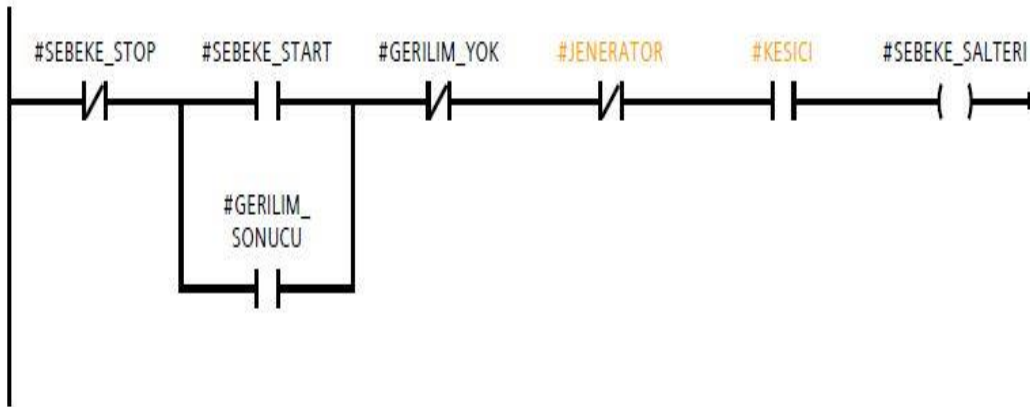 #SEBEKE_STOP #SEBEKE_START #GERILIM_YOK #JENERATOR #KESICI #SEBEKE_SALTERI
#GERILIM_
SONUCU